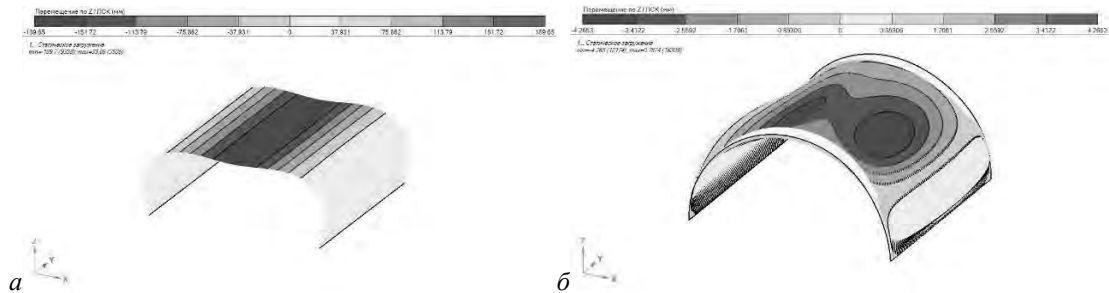 Перемещение по Z ПСК (мм)
-189.65 -151.72 -113.79 -75.862 -37.931 0 37.931 75.862 113.79 151.72 189.65
1... Статическое загружение
Перемещение по Z ПСК (мм)
-4.2653 -3.4122 -2.5592 -1.7061 -0.85306 0 0.85306 1.7061 2.5592 3.4122 4.2653
1... Статическое загружение
Z
Y
X
а
Y
X
б